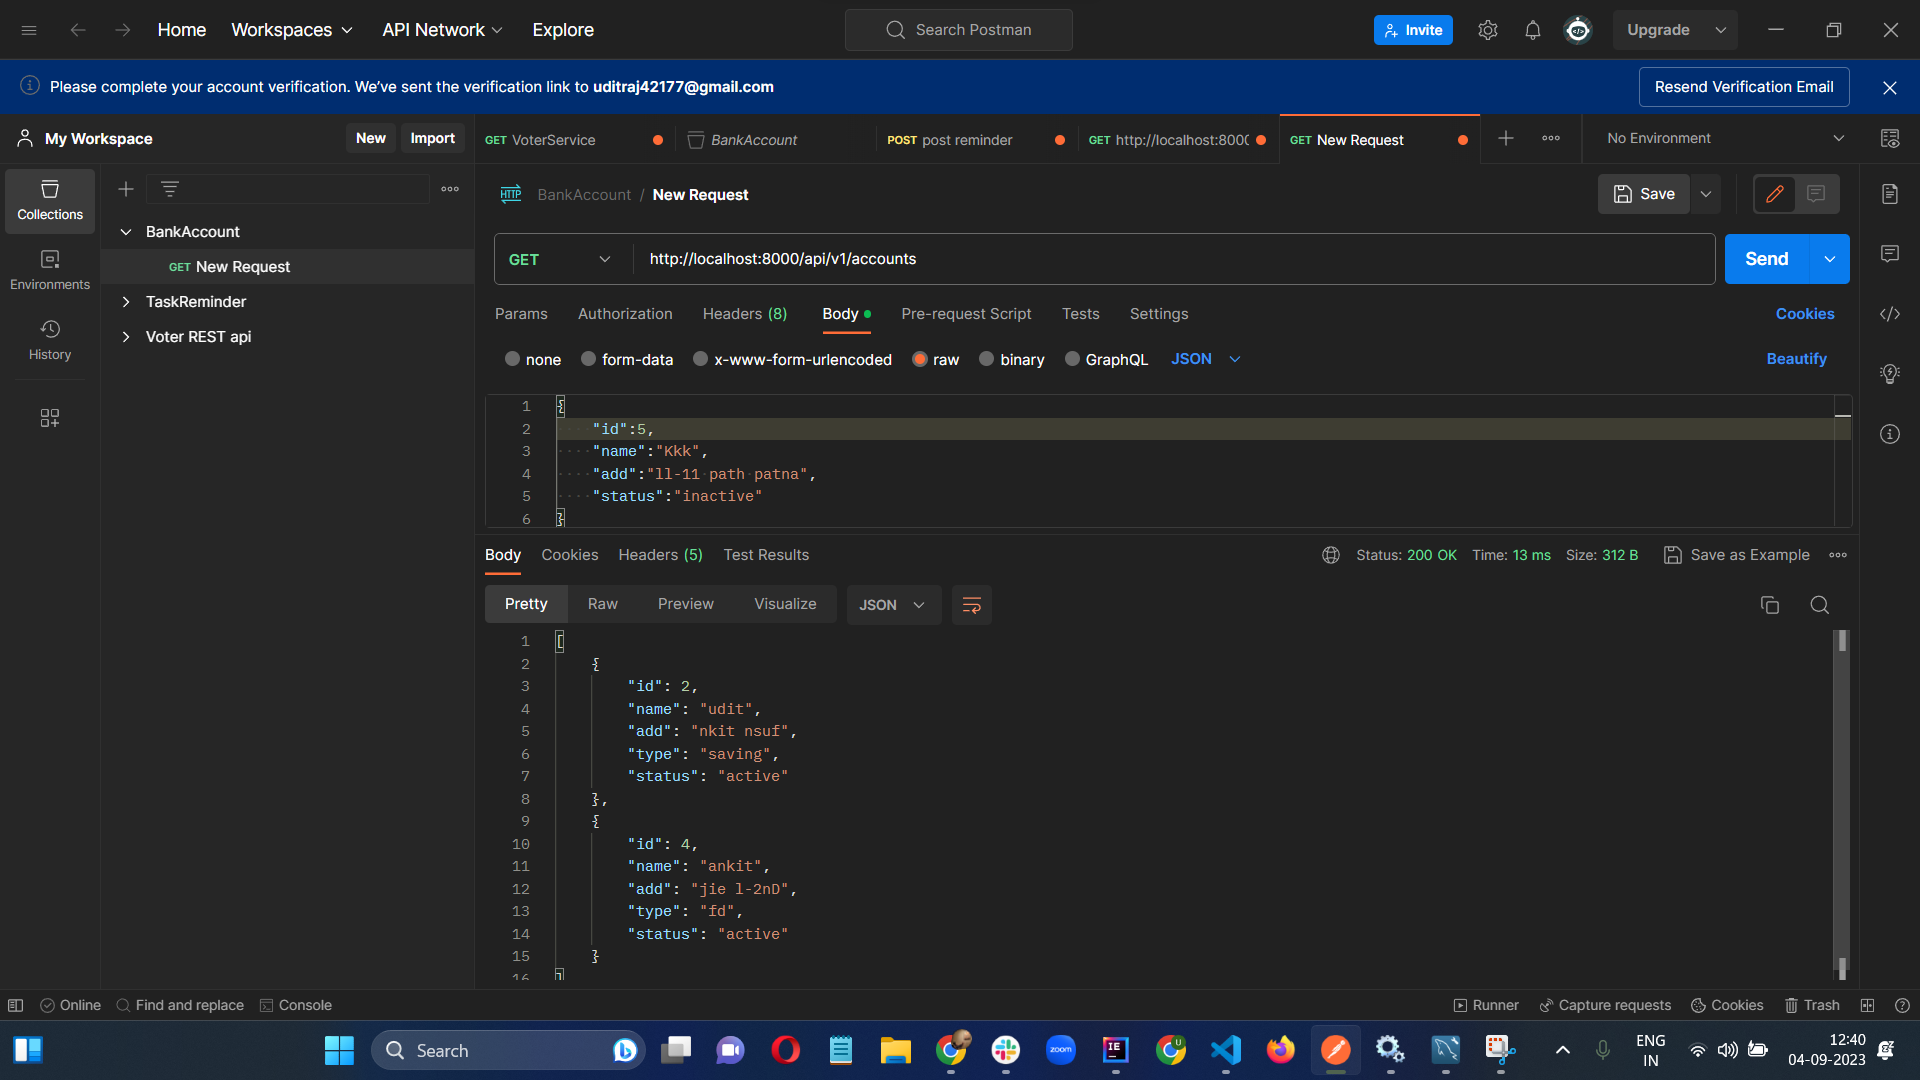 Home Workspaces API Network Explore Search Postman Invite Upgrade
Please complete your account verification. We've sent the verification link to uditraj42177@gmail.com Resend Verification Email
My Workspace New Import GET VoterService BankAccount POST post reminder GET http://localhost:800 GET New Request No Environment
Collections
Environments
History
BankAccount
GET New Request
TaskReminder
Voter REST api
HTTP BankAccount / New Request Save
GET http://localhost:8000/api/v1/accounts Send
Params Authorization Headers (8) Body Pre-request Script Tests Settings Cookies
none form-data x-www-form-urlencoded raw binary GraphQL JSON Beautify
1 {
2 "id":5,
3 "name":"Kkk",
4 "add":"ll-11 path patna",
5 "status":"inactive"
6 }
Body Cookies Headers (5) Test Results Status: 200 OK Time: 13 ms Size: 312 B Save as Example
Pretty Raw Preview Visualize JSON
1 [
2 {
3 "id": 2,
4 "name": "udit",
5 "add": "nkit nsuf",
6 "type": "saving",
7 "status": "active"
8 },
9 {
10 "id": 4,
11 "name": "ankit",
12 "add": "jie l-2nD",
13 "type": "fd",
14 "status": "active"
15 }
16 ]
Online Find and replace Console Runner Capture requests Cookies Trash
Search zoom IE U ENG 12:40
IN 04-09-2023